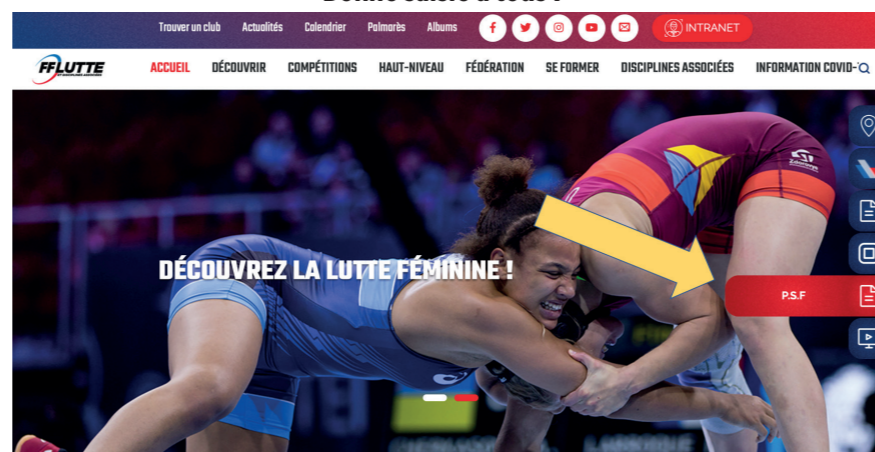 Trouver un club Actualités Calendrier Palmarès Albums INTRANET
FFLUTTE
ACCUEIL DÉCOUVRIR COMPÉTITIONS HAUT-NIVEAU FÉDÉRATION SE FORMER DISCIPLINES ASSOCIÉES INFORMATION COVID-
DÉCOUVREZ LA LUTTE FÉMININE !
P.S.F